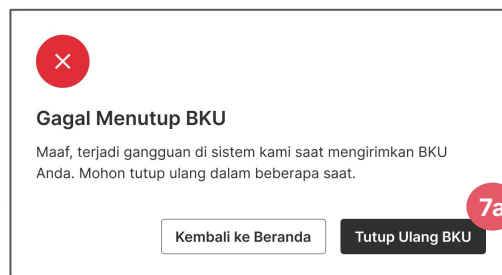 Gagal Menutup BKU
Maaf, terjadi gangguan di sistem kami saat mengirimkan BKU
Anda. Mohon tutup ulang dalam beberapa saat.
7a
Kembali ke Beranda Tutup Ulang BKU